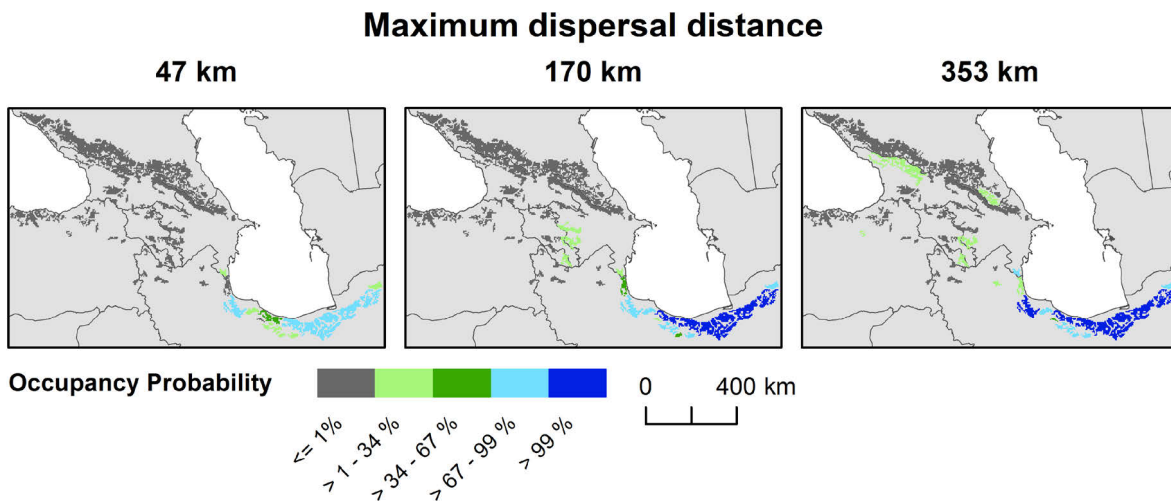 Maximum dispersal distance
47 km
170 km
353 km
Occupancy Probability
0
400 km
<= 1%
> 1 - 34 %
> 34 - 67 %
> 67 - 99 %
> 99 %